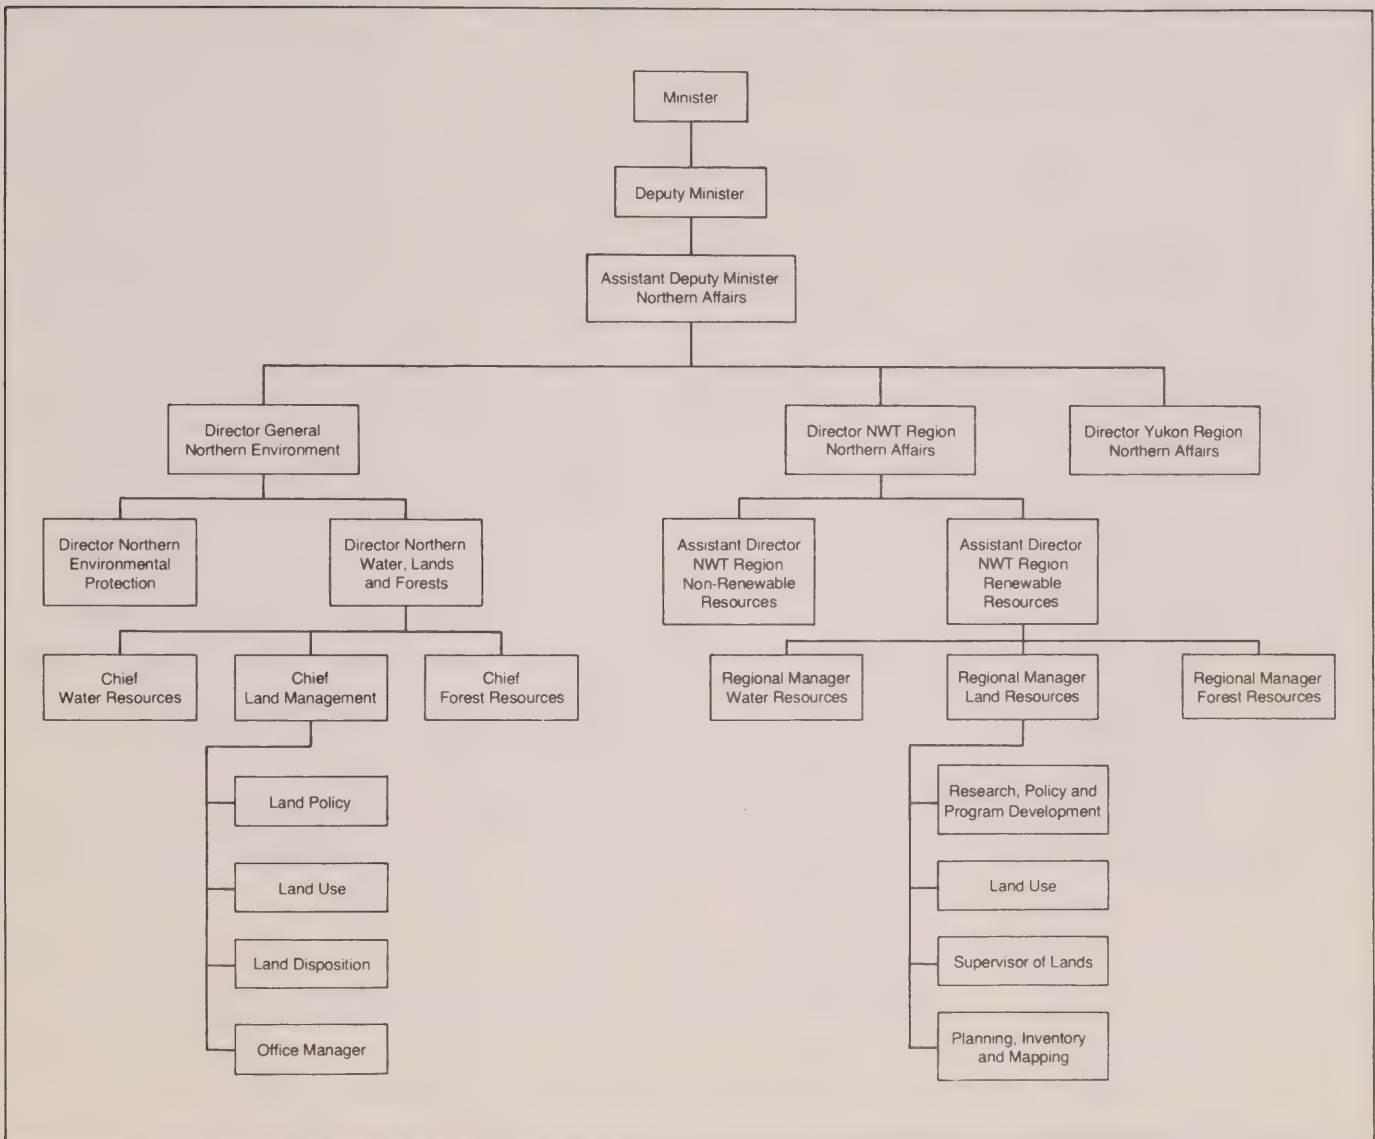 Minister
Deputy Minister
Assistant Deputy Minister
Northern Affairs
Director General
Northern Environment
Director NWT Region
Northern Affairs
Director Yukon Region
Northern Affairs
Director Northern
Environmental
Protection
Director Northern
Water, Lands
and Forests
Assistant Director
NWT Region
Non-Renewable
Resources
Assistant Director
NWT Region
Renewable
Resources
Chief
Water Resources
Chief
Land Management
Chief
Forest Resources
Regional Manager
Water Resources
Regional Manager
Land Resources
Regional Manager
Forest Resources
Land Policy
Land Use
Land Disposition
Office Manager
Research, Policy and
Program Development
Land Use
Supervisor of Lands
Planning, Inventory
and Mapping